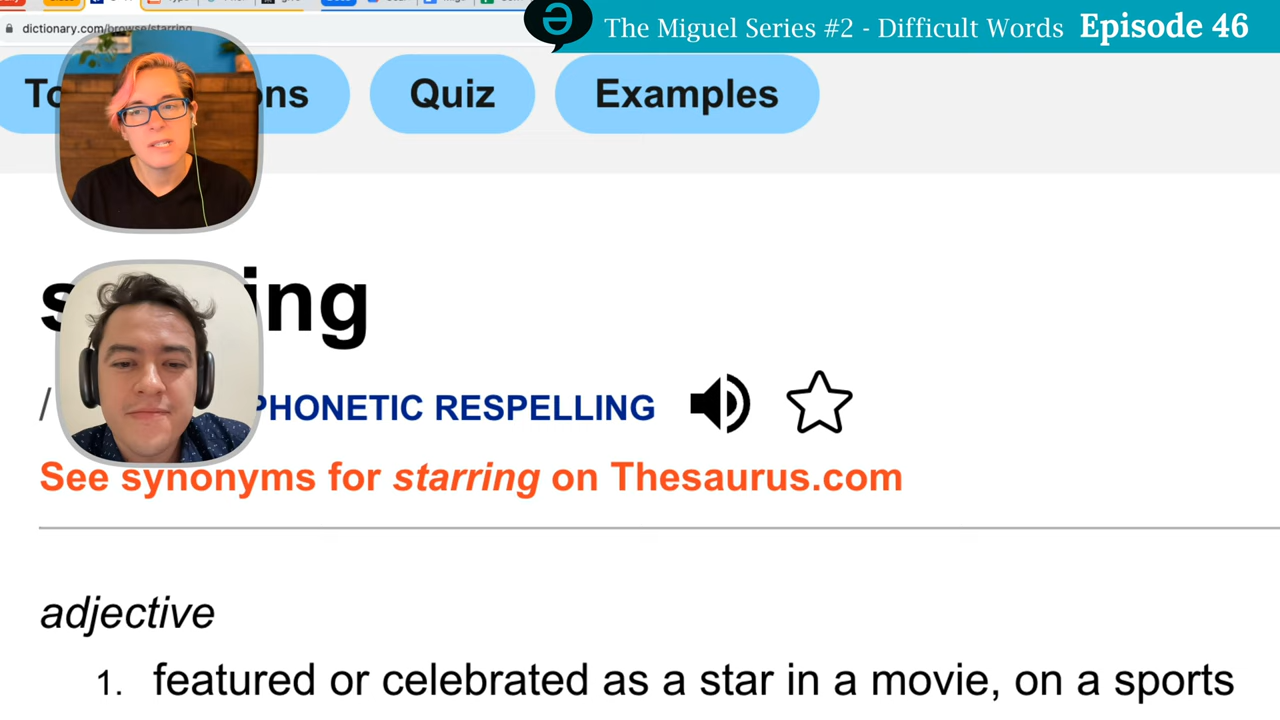 The Miguel Series #2 - Difficult Words Episode 46
dictionary.com/browse/starring
Quiz Examples
PHONETIC RESPELLING
See synonyms for starring on Thesaurus.com
adjective
1. featured or celebrated as a star in a movie, on a sports